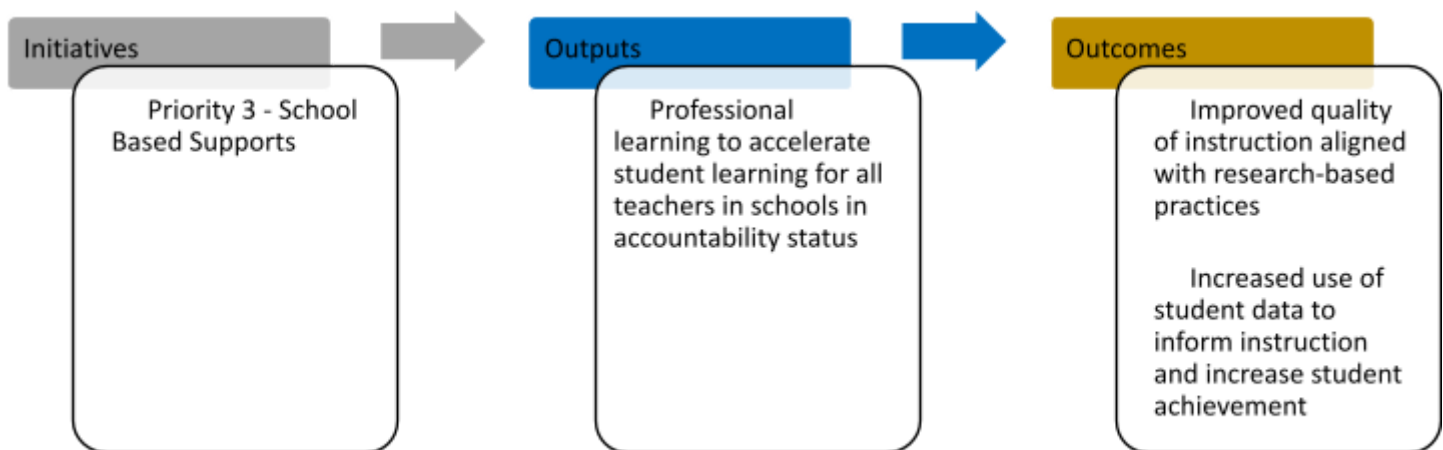 Initiatives
Priority 3 - School
Based Supports
Outputs
Professional
learning to accelerate
student learning for all
teachers in schools in
accountability status
Outcomes
Improved quality
of instruction aligned
with research-based
practices
Increased use of
student data to
inform instruction
and increase student
achievement